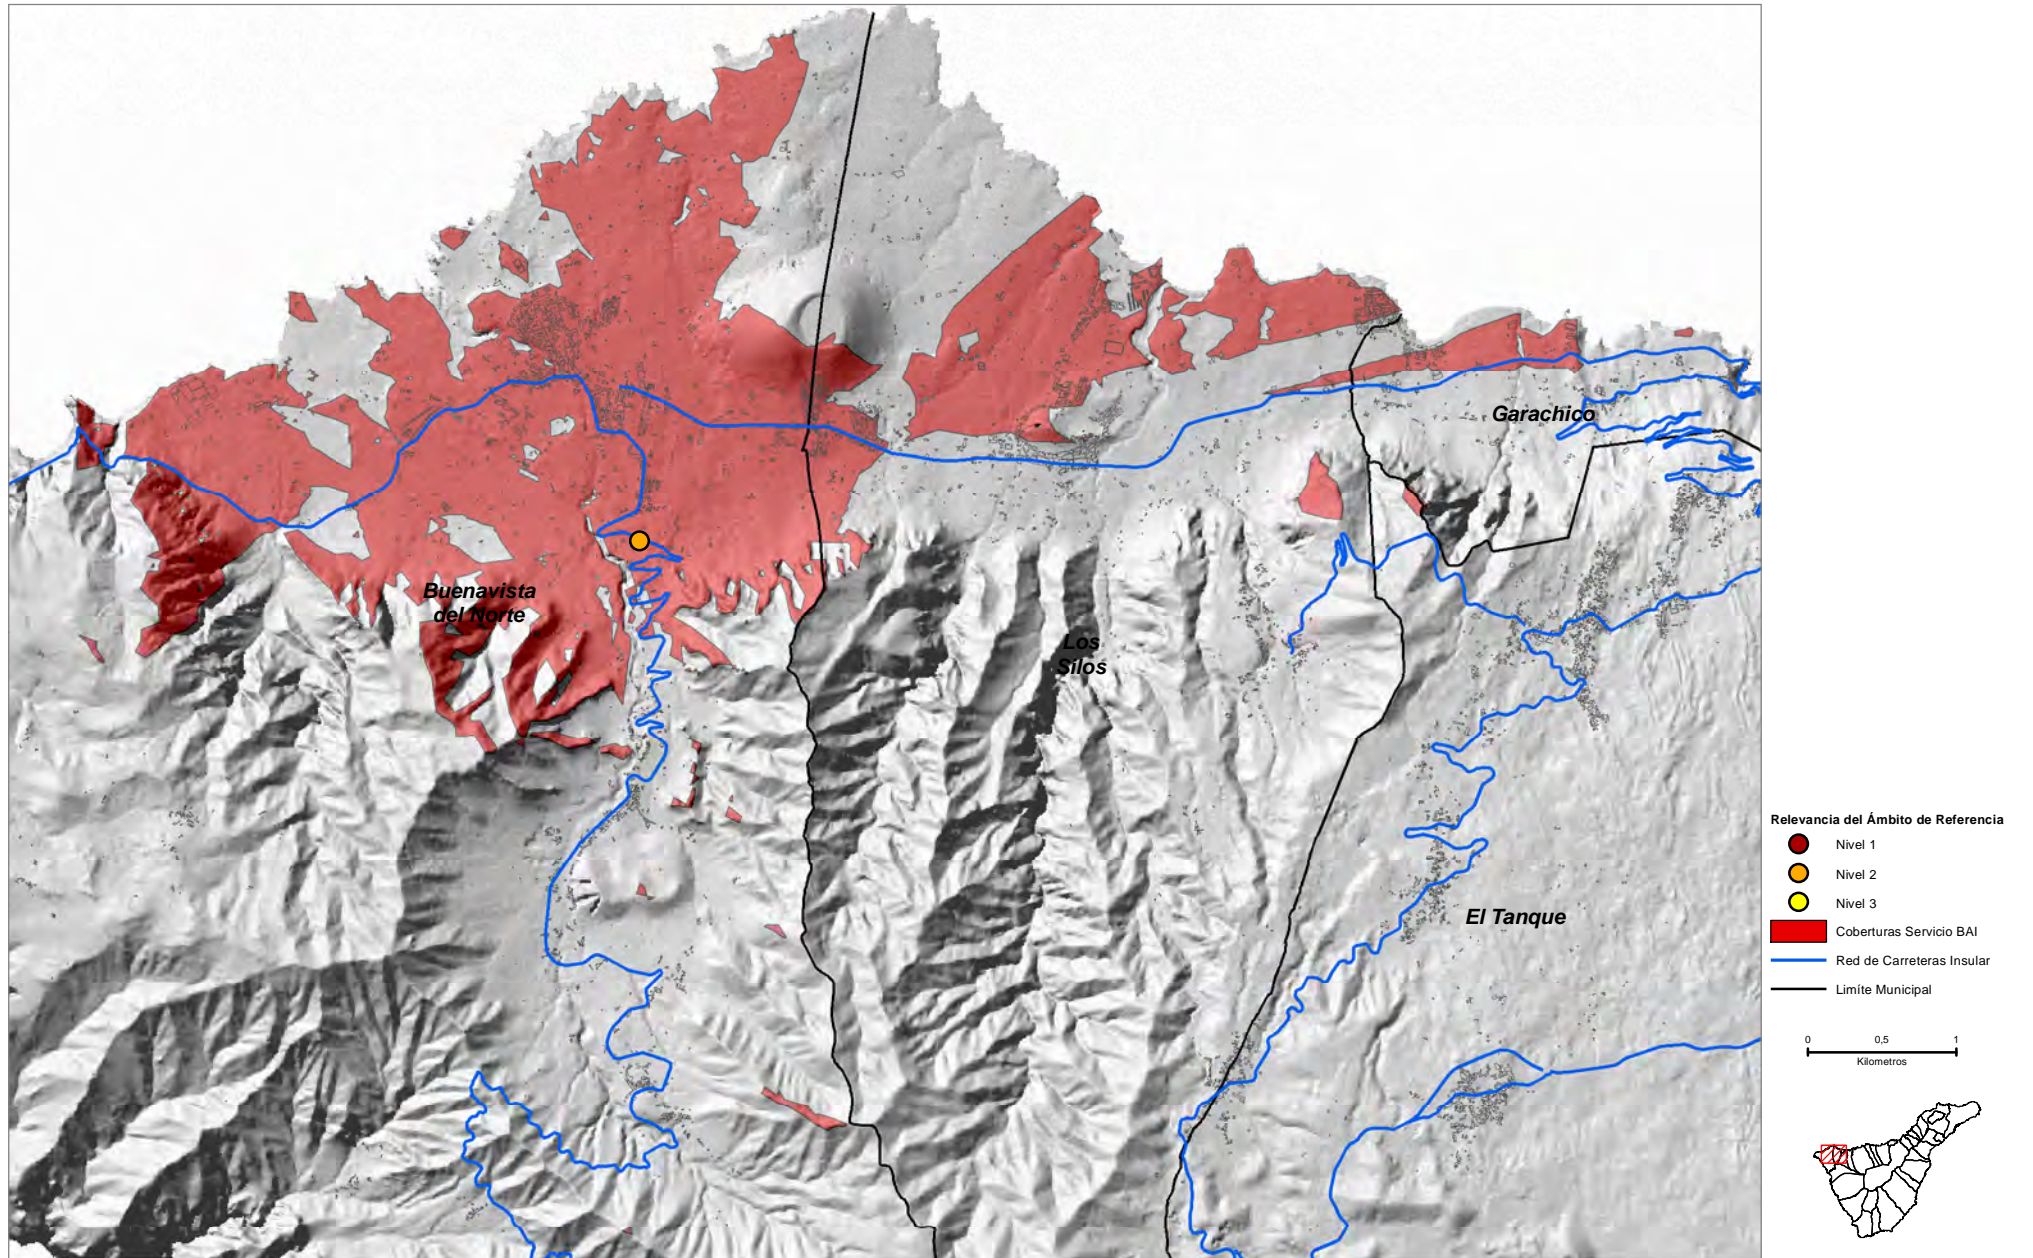 Garachico
Buenavista
del Norte
Los
Silos
El Tanque
Relevancia del Ámbito de Referencia
Nivel 1
Nivel 2
Nivel 3
Coberturas Servicio BAI
Red de Carreteras Insular
Limíte Municipal
0 0,5 1
Kilometros